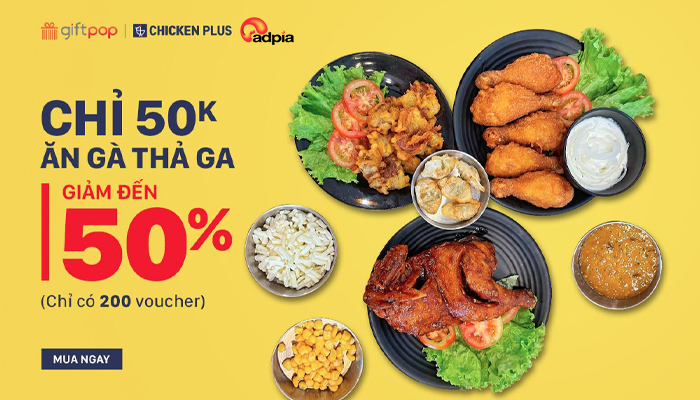 giftpop | CHICKEN PLUS adpia
CHỈ 50K
ĂN GÀ THẢ GA
GIẢM ĐẾN
50%
(Chỉ có 200 voucher)
MUA NGAY